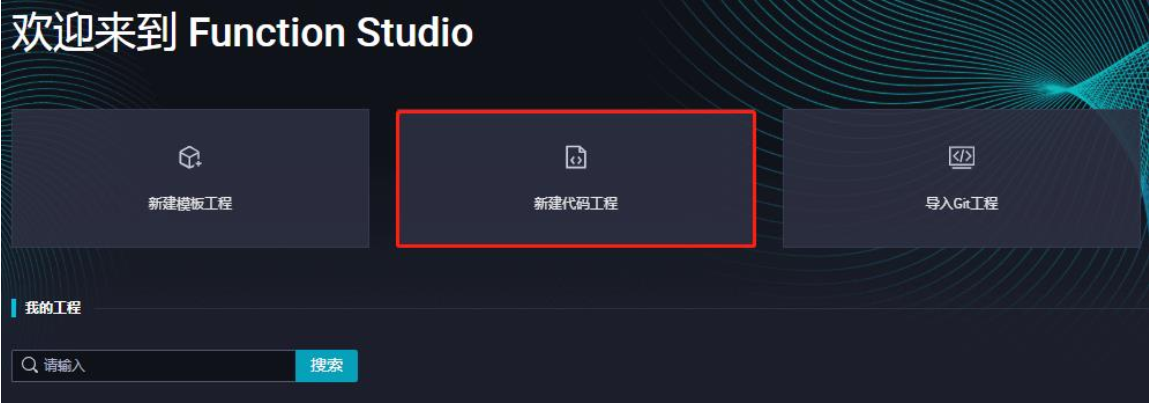 欢迎来到 Function Studio
新建模板工程
新建代码工程
导入Git工程
我的工程
请输入
搜索